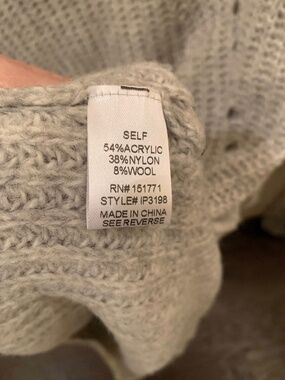 SELF
54%ACRYLIC
38%NYLON
8%WOOL
RN# 151771
STYLE# IP3198
MADE IN CHINA
SEE REVERSE